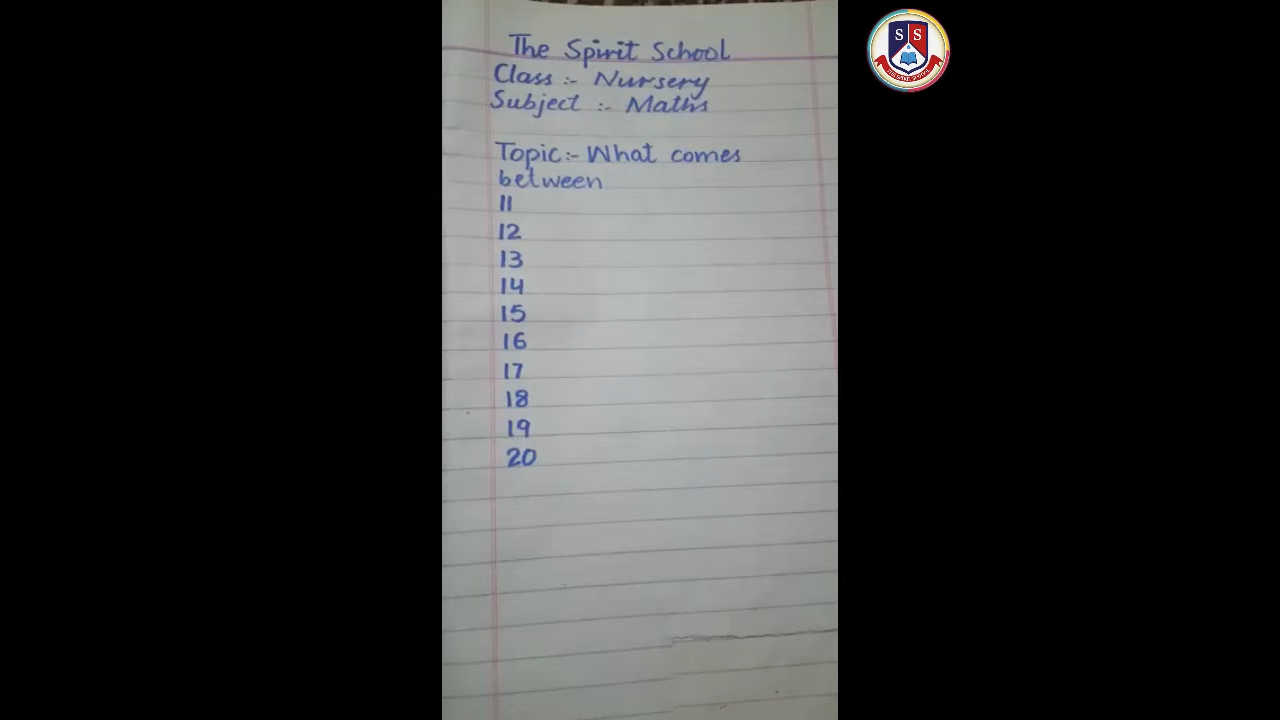 The Spirit School
Class :- Nursery
Subject :- Maths
Topic :- What comes
between
11
12
13
14
15
16
17
18
19
20
S S